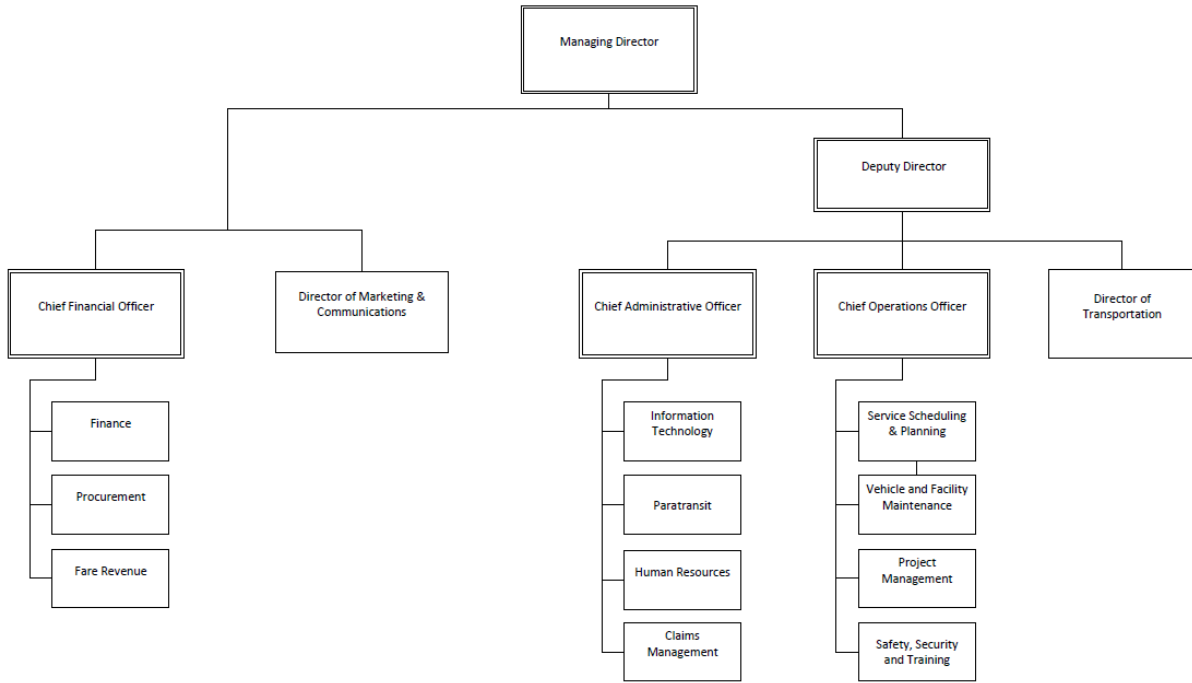 Managing Director
Deputy Director
Chief Financial Officer
Director of Marketing &
Communications
Chief Administrative Officer
Chief Operations Officer
Director of
Transportation
Finance
Procurement
Fare Revenue
Information
Technology
Paratransit
Human Resources
Claims
Management
Service Scheduling
& Planning
Vehicle and Facility
Maintenance
Project
Management
Safety, Security
and Training